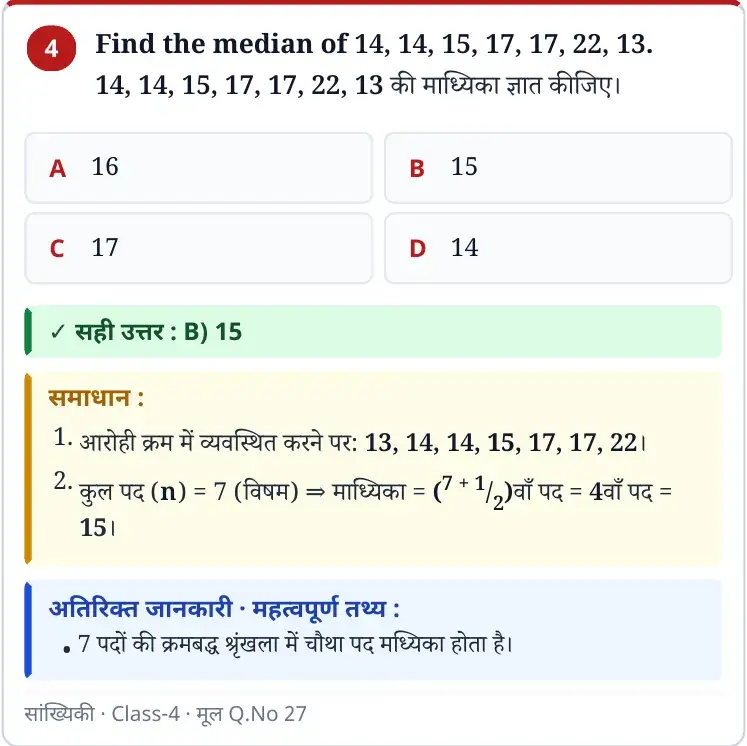 4 Find the median of 14, 14, 15, 17, 17, 22, 13.
14, 14, 15, 17, 17, 22, 13 की माध्यिका ज्ञात कीजिए।
A 16
B 15
C 17
D 14
✓ सही उत्तर : B) 15
समाधान :
1. आरोही क्रम में व्यवस्थित करने पर: 13, 14, 14, 15, 17, 17, 22।
2. कुल पद (n) = 7 (विषम) ⇒ माध्यिका = (7 + 1/2)वाँ पद = 4वाँ पद =
15।
अतिरिक्त जानकारी · महत्वपूर्ण तथ्य :
• 7 पदों की क्रमबद्ध श्रृंखला में चौथा पद मध्यिका होता है।
सांख्यिकी · Class-4 · मूल Q.No 27